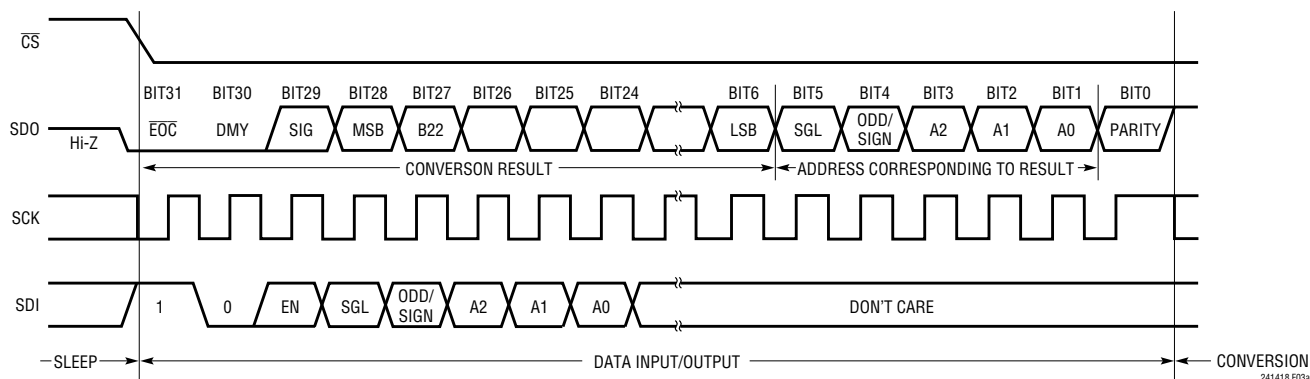 CS
BIT31 BIT30 BIT29 BIT28 BIT27 BIT26 BIT25 BIT24 BIT6 BIT5 BIT4 BIT3 BIT2 BIT1 BIT0
SDO Hi-Z EOC DMY SIG MSB B22 LSB SGL ODD/SIGN A2 A1 A0 PARITY
CONVERSON RESULT ADDRESS CORRESPONDING TO RESULT
SCK
SDI 1 0 EN SGL ODD/SIGN A2 A1 A0 DON'T CARE
SLEEP DATA INPUT/OUTPUT CONVERSION
241418 F03a